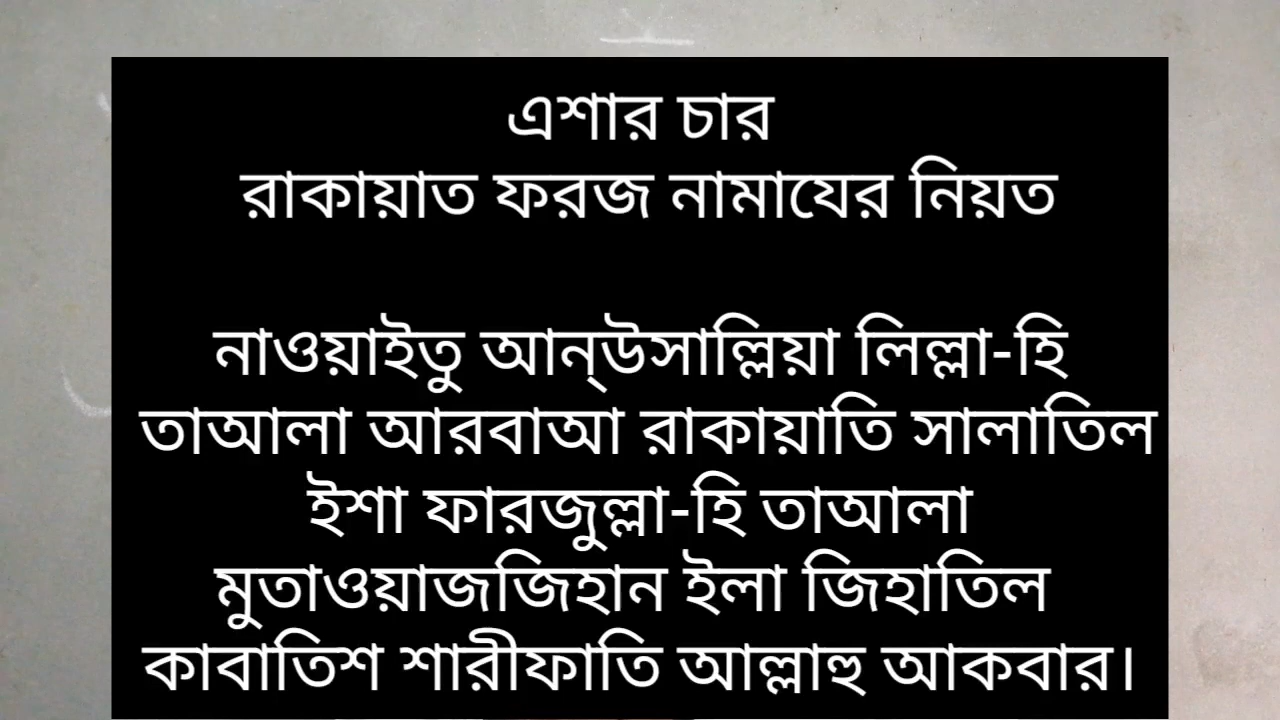 এশার চার
রাকায়াত ফরজ নামাযের নিয়ত
নাওয়াইতু আন্‌উসাল্লিয়া লিল্লা-হি
তাআলা আরবাআ রাকায়াতি সালাতিল
ইশা ফারজুল্লা-হি তাআলা
মুতাওয়াজজিহান ইলা জিহাতিল
কাবাতিশ শারীফাতি আল্লাহু আকবার।